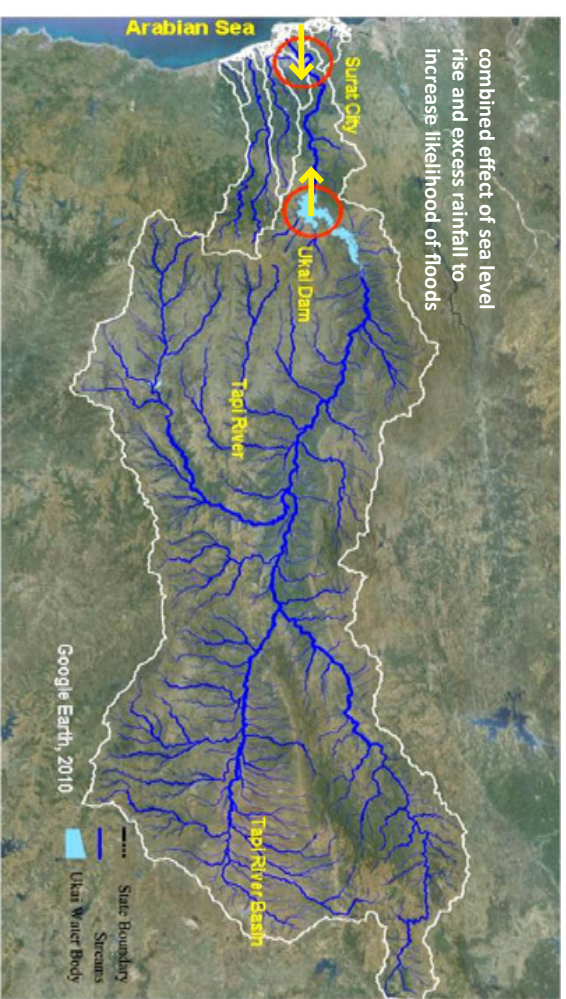 Arabian Sea
combined effect of sea level
rise and excess rainfall to
increase likelihood of floods
Surat City
Ukai Dam
Tapi River
Tapi River Basin
Google Earth, 2010
State Boundary
Streams
Ukai Water Body